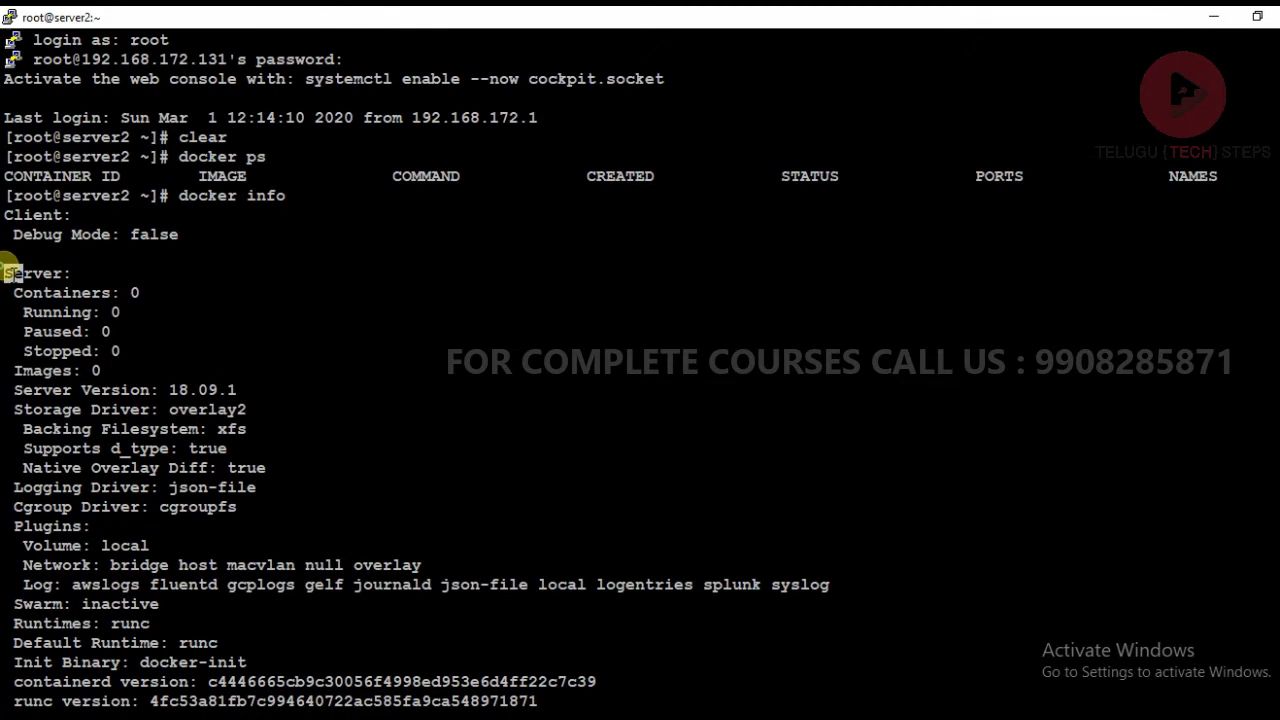 root@server2:~
login as: root
root@192.168.172.131's password:
Activate the web console with: systemctl enable --now cockpit.socket
Last login: Sun Mar  1 12:14:10 2020 from 192.168.172.1
[root@server2 ~]# clear
[root@server2 ~]# docker ps
CONTAINER ID IMAGE COMMAND CREATED STATUS PORTS NAMES
[root@server2 ~]# docker info
Client:
Debug Mode: false
Server:
Containers: 0
Running: 0
Paused: 0
Stopped: 0
Images: 0
Server Version: 18.09.1
Storage Driver: overlay2
Backing Filesystem: xfs
Supports d_type: true
Native Overlay Diff: true
Logging Driver: json-file
Cgroup Driver: cgroupfs
Plugins:
Volume: local
Network: bridge host macvlan null overlay
Log: awslogs fluentd gcplogs gelf journald json-file local logentries splunk syslog
Swarm: inactive
Runtimes: runc
Default Runtime: runc
Init Binary: docker-init
containerd version: c4446665cb9c30056f4998ed953e6d4ff22c7c39
runc version: 4fc53a81fb7c994640722ac585fa9ca548971871
TELUGU {TECH} STEPS
FOR COMPLETE COURSES CALL US : 9908285871
Activate Windows
Go to Settings to activate Windows.